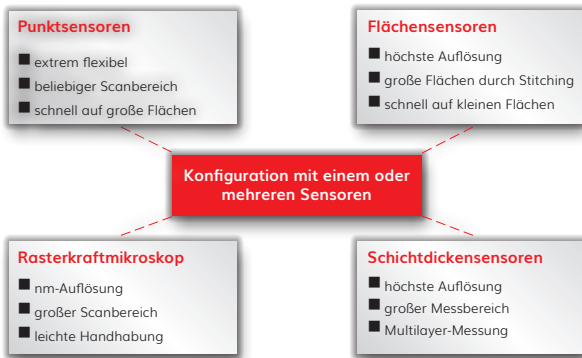 Punktsensoren
extrem flexibel
beliebiger Scanbereich
schnell auf große Flächen
Flächensensoren
höchste Auflösung
große Flächen durch Stitching
schnell auf kleinen Flächen
Konfiguration mit einem oder
mehreren Sensoren
Rasterkraftmikroskop
nm-Auflösung
großer Scanbereich
leichte Handhabung
Schichtdickensensoren
höchste Auflösung
großer Messbereich
Multilayer-Messung